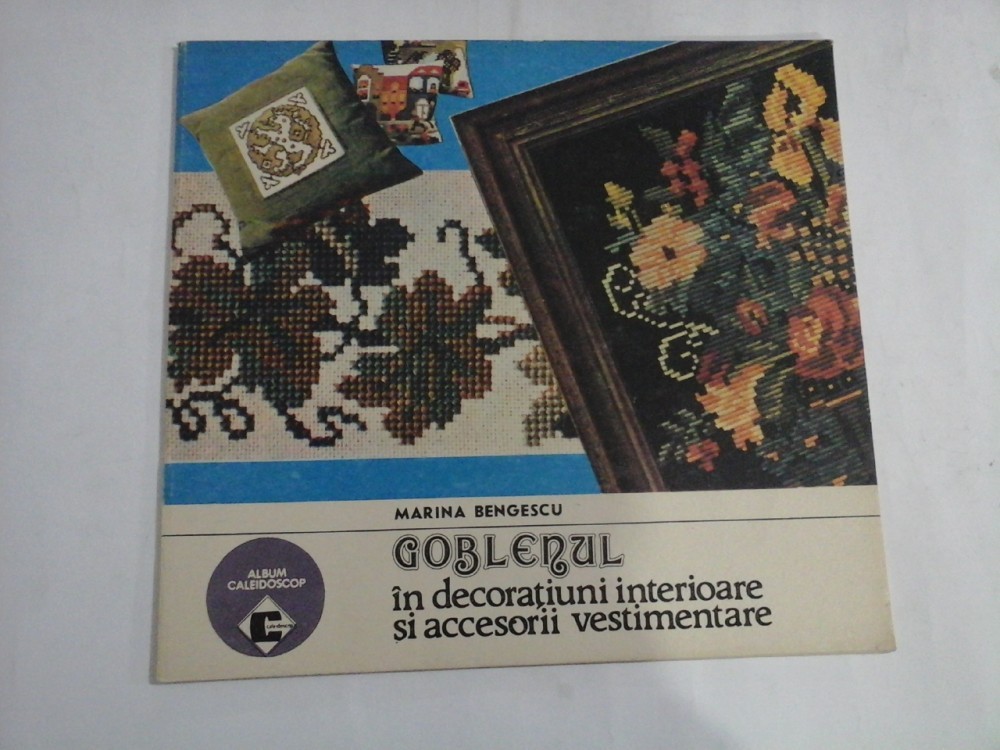 MARINA BENGESCU
GOBLENUL
în decorațiuni interioare
și accesorii vestimentare
ALBUM
CALEIDOSCOP